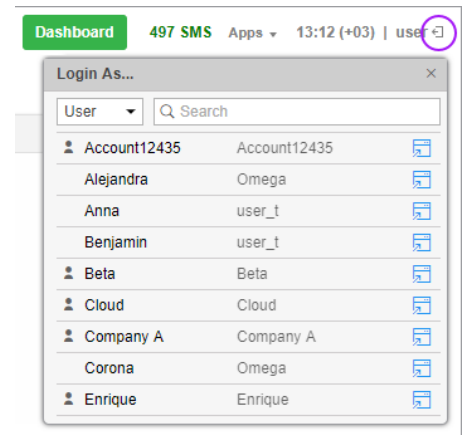 Dashboard 497 SMS Apps 13:12 (+03) | user
Login As... ×
User Search
Account12435 Account12435
Alejandra Omega
Anna user_t
Benjamin user_t
Beta Beta
Cloud Cloud
Company A Company A
Corona Omega
Enrique Enrique